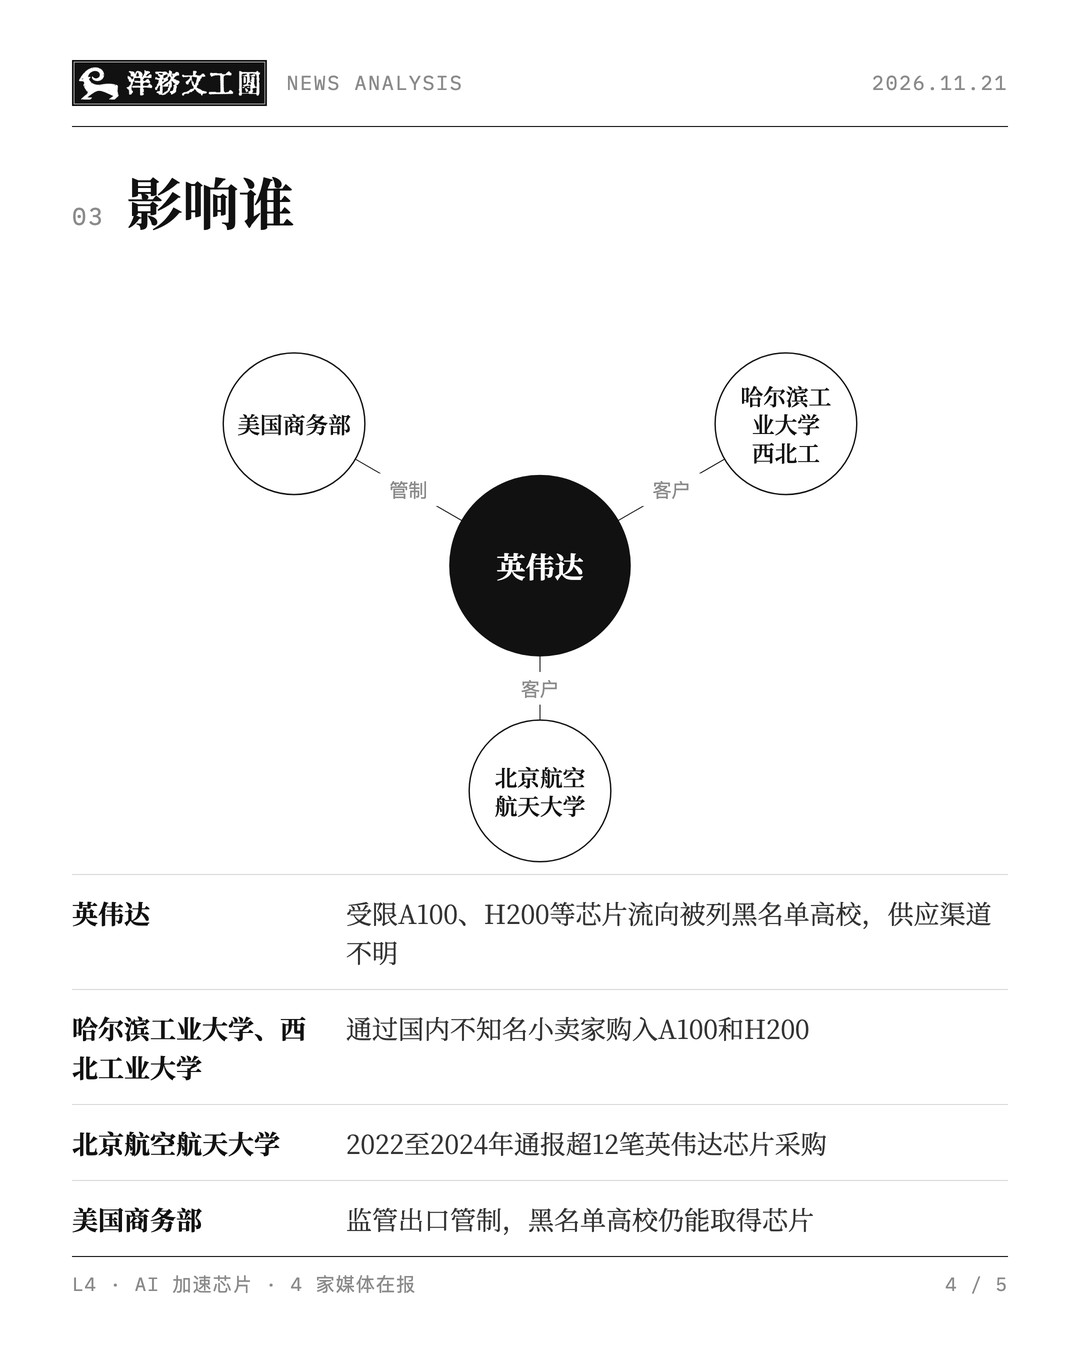 洋務文工團 NEWS ANALYSIS 2026.11.21
03 影响谁
美国商务部
哈尔滨工
业大学
西北工
管制
客户
英伟达
客户
北京航空
航天大学
英伟达 受限A100、H200等芯片流向被列黑名单高校，供应渠道
不明
哈尔滨工业大学、西 通过国内不知名小卖家购入A100和H200
北工业大学
北京航空航天大学 2022至2024年通报超12笔英伟达芯片采购
美国商务部 监管出口管制，黑名单高校仍能取得芯片
L4 · AI 加速芯片 · 4 家媒体在报 4 / 5